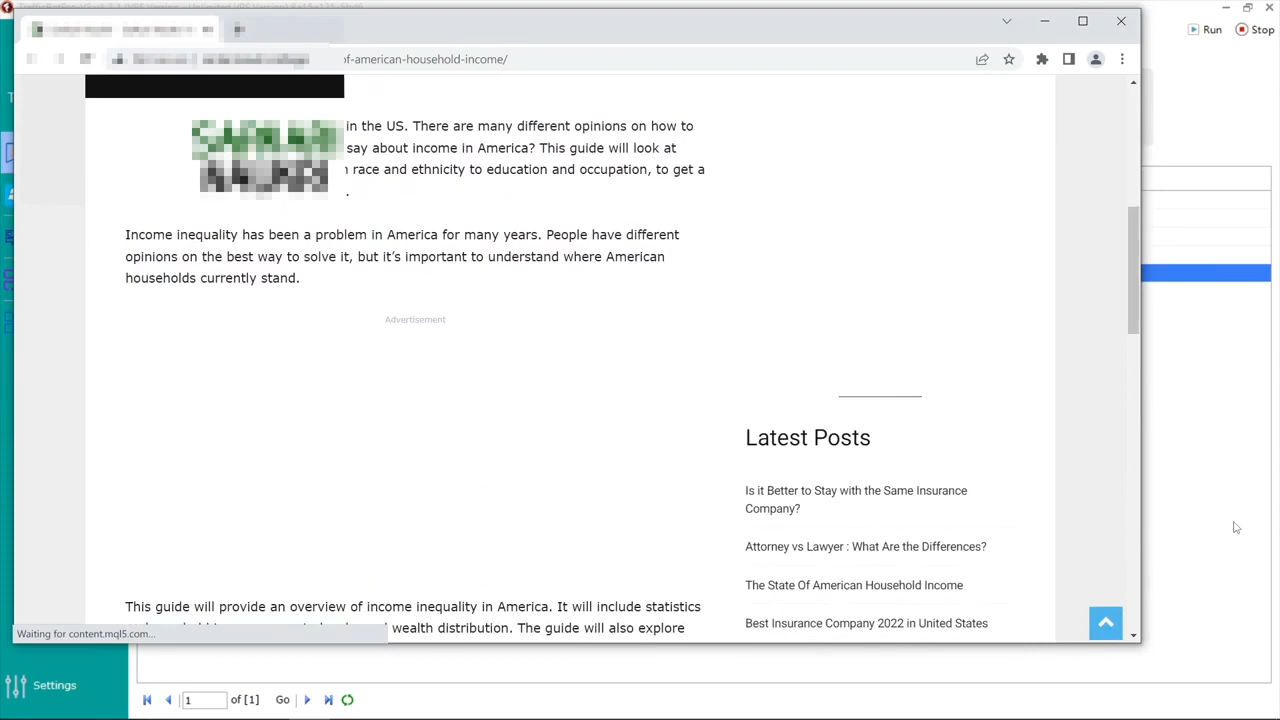 Run
Stop
of-american-household-income/
in the US. There are many different opinions on how to
say about income in America? This guide will look at
race and ethnicity to education and occupation, to get a
.
Income inequality has been a problem in America for many years. People have different
opinions on the best way to solve it, but it's important to understand where American
households currently stand.
Advertisement
Latest Posts
Is it Better to Stay with the Same Insurance
Company?
Attorney vs Lawyer : What Are the Differences?
The State Of American Household Income
Best Insurance Company 2022 in United States
This guide will provide an overview of income inequality in America. It will include statistics
wealth distribution. The guide will also explore
Waiting for content.mql5.com...
Settings
1
of [1]
Go